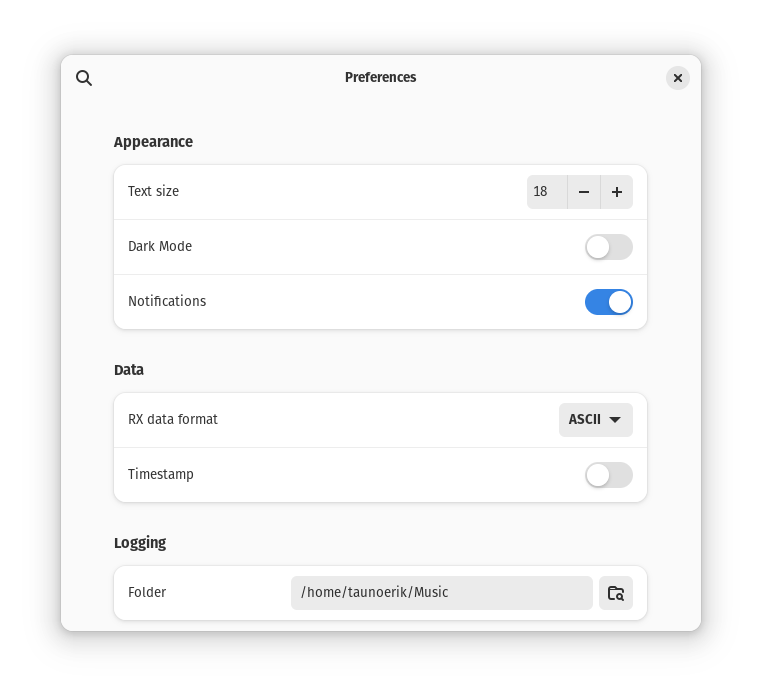 Preferences
Appearance
Text size 18
Dark Mode
Notifications
Data
RX data format ASCII
Timestamp
Logging
Folder /home/taunoerik/Music